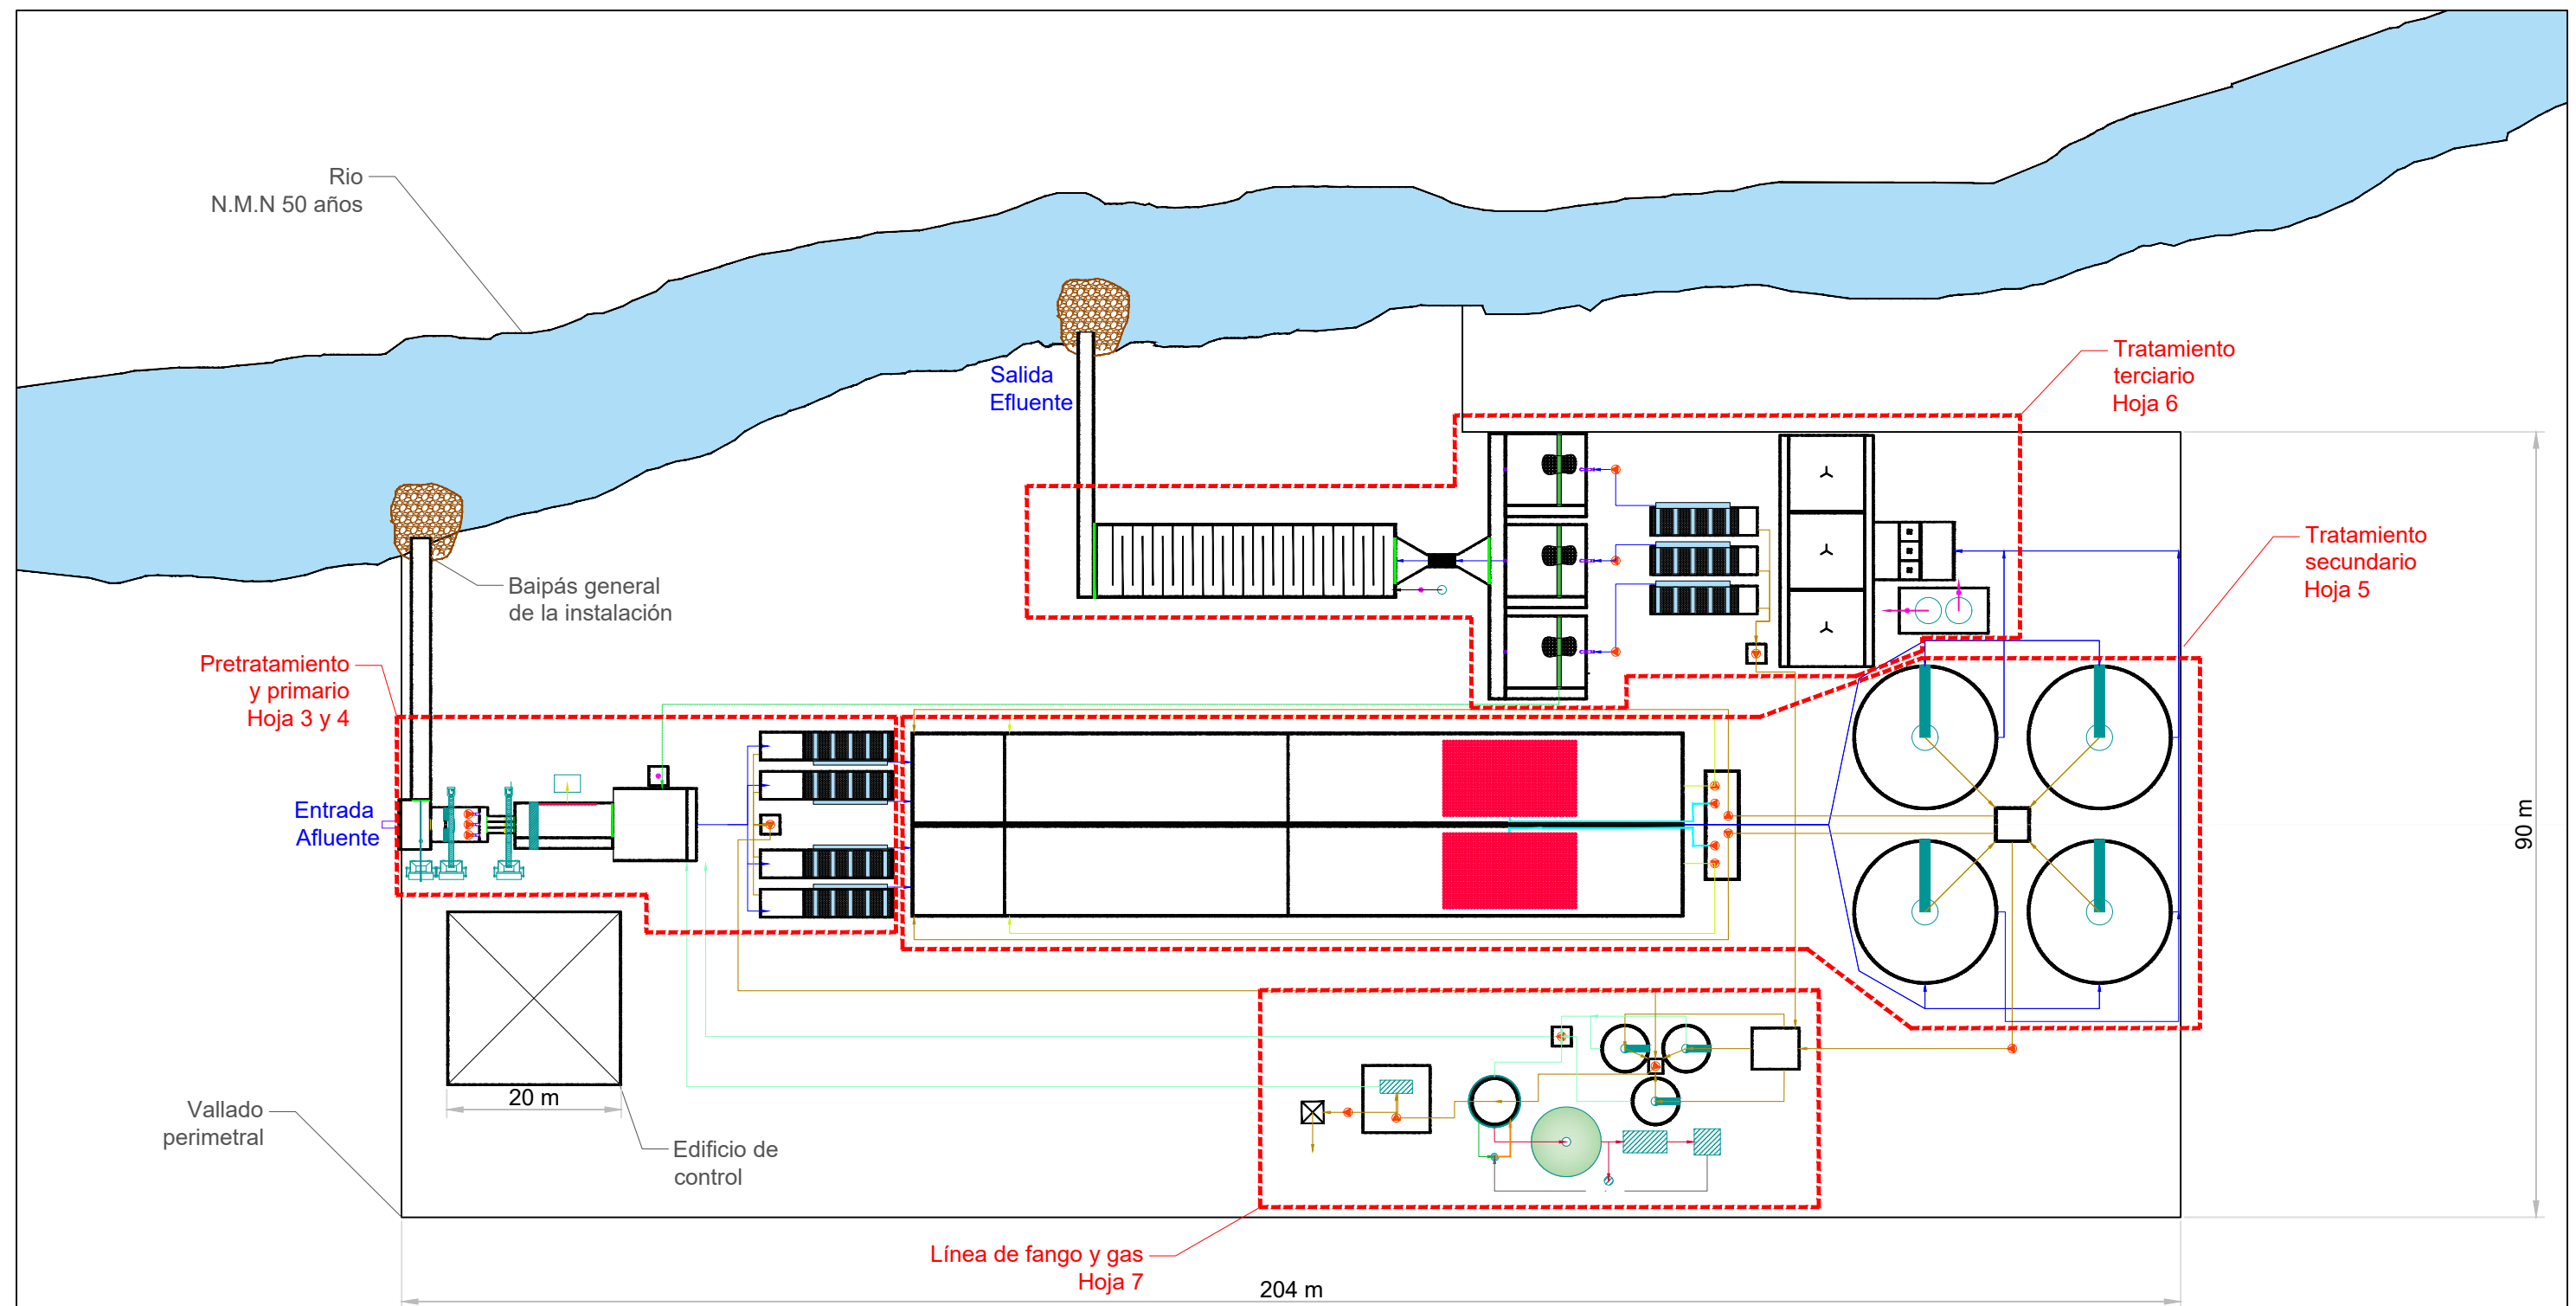 Rio
N.M.N 50 años
Salida
Efluente
Tratamiento
terciario
Hoja 6
Tratamiento
secundario
Hoja 5
Baipás general
de la instalación
Pretratamiento
y primario
Hoja 3 y 4
Entrada
Afluente
90 m
20 m
Vallado
perimetral
Edificio de
control
Línea de fango y gas
Hoja 7
204 m